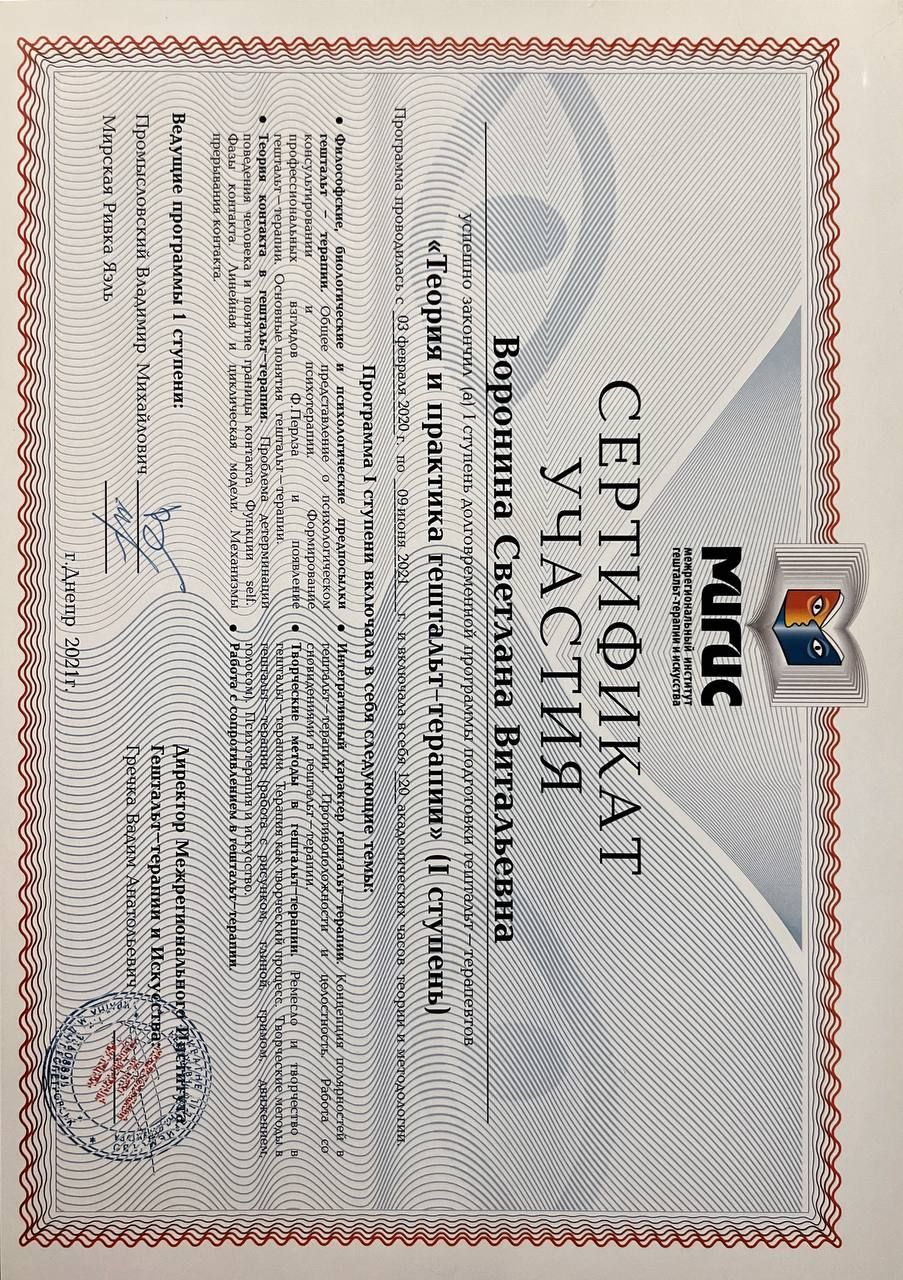 МИГИС
межрегиональный институт
гештальт-терапии и искусства
СЕРТИФИКАТ
УЧАСТИЯ
Воронина Светлана Витальевна
успешно закончил (а) I ступень долговременной программы подготовки гештальт—терапевтов
«Теория и практика гештальт—терапии» (I ступень)
Программа проводилась с 03 февраля 2020 г. по 09 июня 2021 г. и включала в себя 120 академических часов теории и методологии
Программа I ступени включала в себя следующие темы:
● Философские, биологические и психологические предпосылки
гештальт – терапии. Общее представление о психологическом
консультировании и психотерапии. Формирование
профессиональных взглядов Ф.Перлза и появление
гештальт—терапии. Основные понятия гештальт—терапии.
● Теория контакта в гештальт—терапии. Проблема детерминации
поведения человека и понятие границы контакта. Функции self.
Фазы контакта. Линейная и циклическая модели. Механизмы
прерывания контакта.
● Интегративный характер гештальт—терапии. Концепция полярностей в
гештальт—терапии. Противоположности и целостность. Работа со
сновидениями в гештальт—терапии
● Творческие методы в гештальт—терапии. Ремесло и творчество в
гештальт—терапии. Терапия как творческий процесс. Творческие методы в
гештальт—терапии (работа с рисунком, глиной, гримом, движением,
голосом). Психотерапия и искусство.
● Работа с сопротивлением в гештальт—терапии.
Ведущие программы 1 ступени:
Промысловский Владимир Михайлович
Мирская Ривка Яэль
Директор Межрегионального Института
Гештальт—терапии и Искусства:
Гречка Вадим Анатольевич
г.Днепр 2021г.